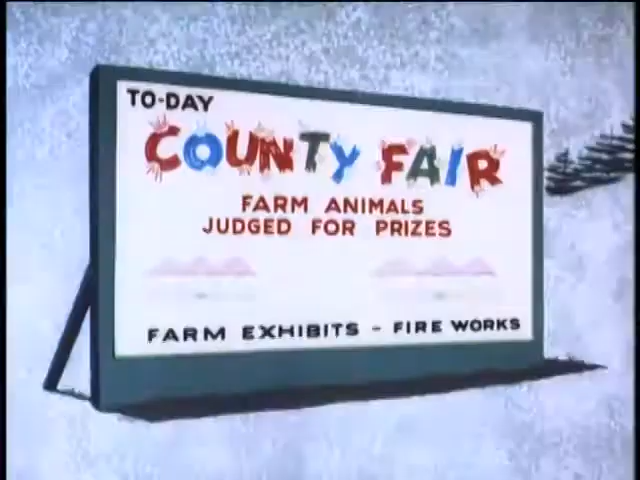 TO-DAY
COUNTY FAIR
FARM ANIMALS
JUDGED FOR PRIZES
FARM EXHIBITS - FIRE WORKS